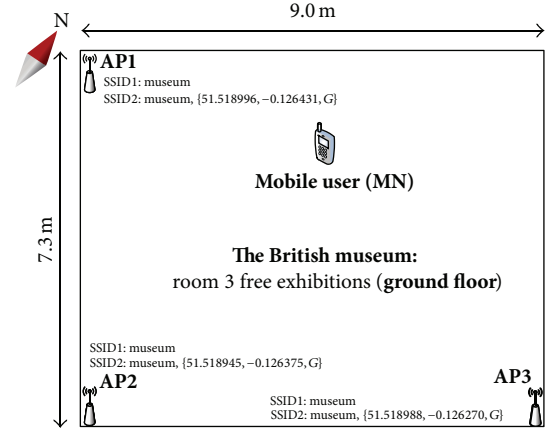 N
9.0 m
AP1
SSID1: museum
SSID2: museum, {51.518996, −0.126431, G}
Mobile user (MN)
7.3 m
The British museum:
room 3 free exhibitions (ground floor)
SSID1: museum
SSID2: museum, {51.518945, −0.126375, G}
AP2
AP3
SSID1: museum
SSID2: museum, {51.518988, −0.126270, G}